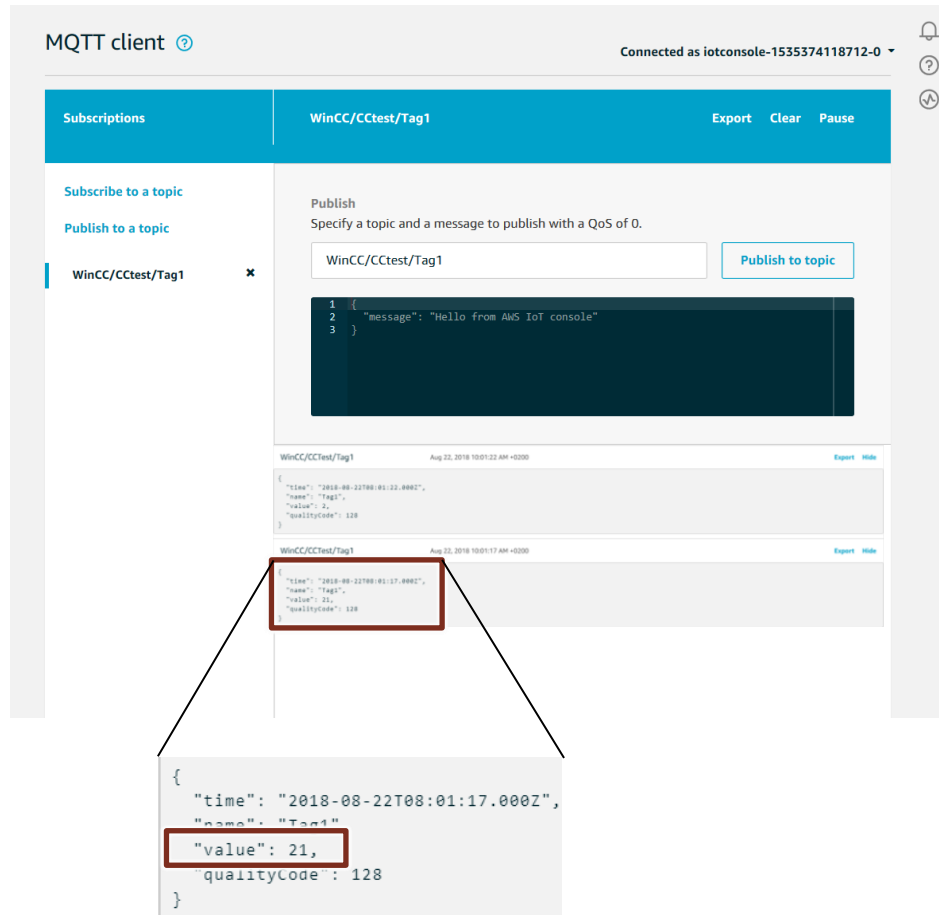 MQTT client ?
Connected as iotconsole-1535374118712-0
Subscriptions
WinCC/CCtest/Tag1
Export Clear Pause
Subscribe to a topic
Publish to a topic
WinCC/CCtest/Tag1
Publish
Specify a topic and a message to publish with a QoS of 0.
WinCC/CCtest/Tag1
Publish to topic
1 {
2 "message": "Hello from AWS IoT console"
3 }
WinCC/CCTest/Tag1 Aug 22, 2018 10:01:22 AM +0200 Export Hide
{
"time": "2018-08-22T08:01:22.000Z",
"name": "Tag1",
"value": 2,
"qualityCode": 128
}
WinCC/CCTest/Tag1 Aug 22, 2018 10:01:17 AM +0200 Export Hide
{
"time": "2018-08-22T08:01:17.000Z",
"name": "Tag1",
"value": 21,
"qualityCode": 128
}
{
"time": "2018-08-22T08:01:17.000Z",
"name": "Tag1"
"value": 21,
"qualityCode": 128
}